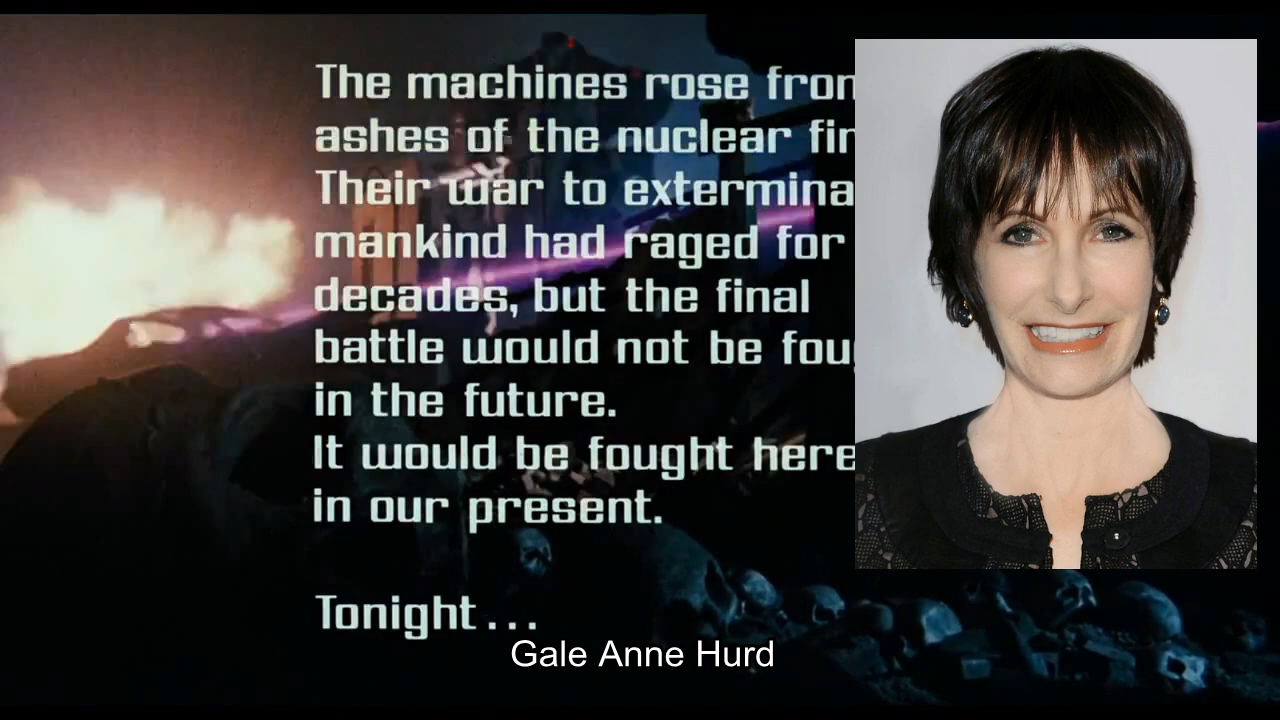 The machines rose from
ashes of the nuclear fir
Their war to extermina
mankind had raged for
decades, but the final
battle would not be fou
in the future.
It would be fought here
in our present.
Tonight...
Gale Anne Hurd